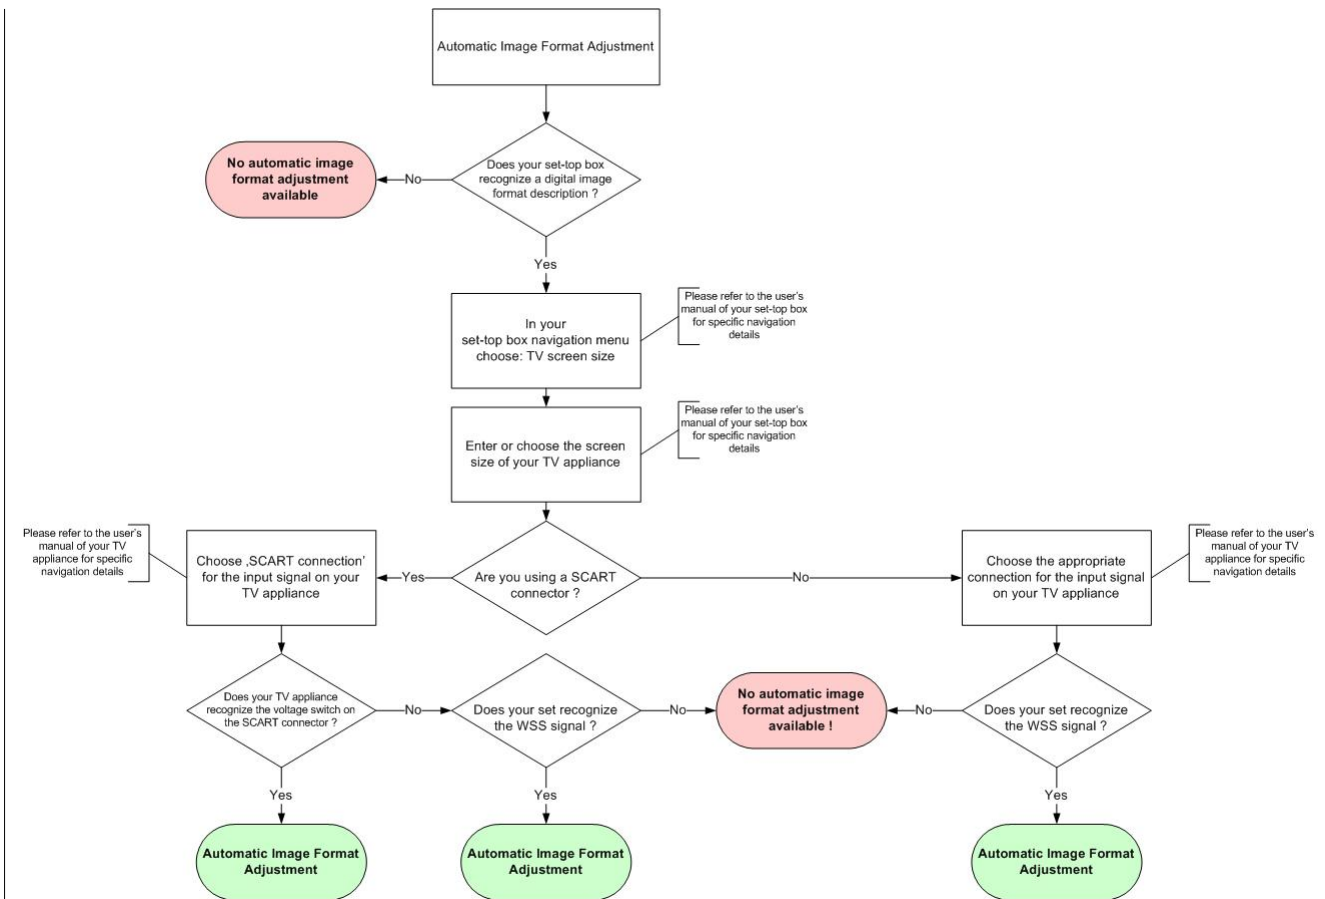 Automatic Image Format Adjustment
Does your set-top box
recognize a digital image
format description ?
No
No automatic image
format adjustment
available
Yes
In your
set-top box navigation menu
choose: TV screen size
Please refer to the user's
manual of your set-top box
for specific navigation
details
Enter or choose the screen
size of your TV appliance
Please refer to the user's
manual of your set-top box
for specific navigation
details
Please refer to the user's
manual of your TV
appliance for specific
navigation details
Choose ‚SCART connection'
for the input signal on your
TV appliance
Yes
Are you using a SCART
connector ?
No
Choose the appropriate
connection for the input signal
on your TV appliance
Please refer to the user's
manual of your TV
appliance for specific
navigation details
Does your TV appliance
recognize the voltage switch on
the SCART connector ?
No
Does your set recognize
the WSS signal ?
No
No automatic image
format adjustment
available !
No
Does your set recognize
the WSS signal ?
Yes
Yes
Yes
Automatic Image Format
Adjustment
Automatic Image Format
Adjustment
Automatic Image Format
Adjustment